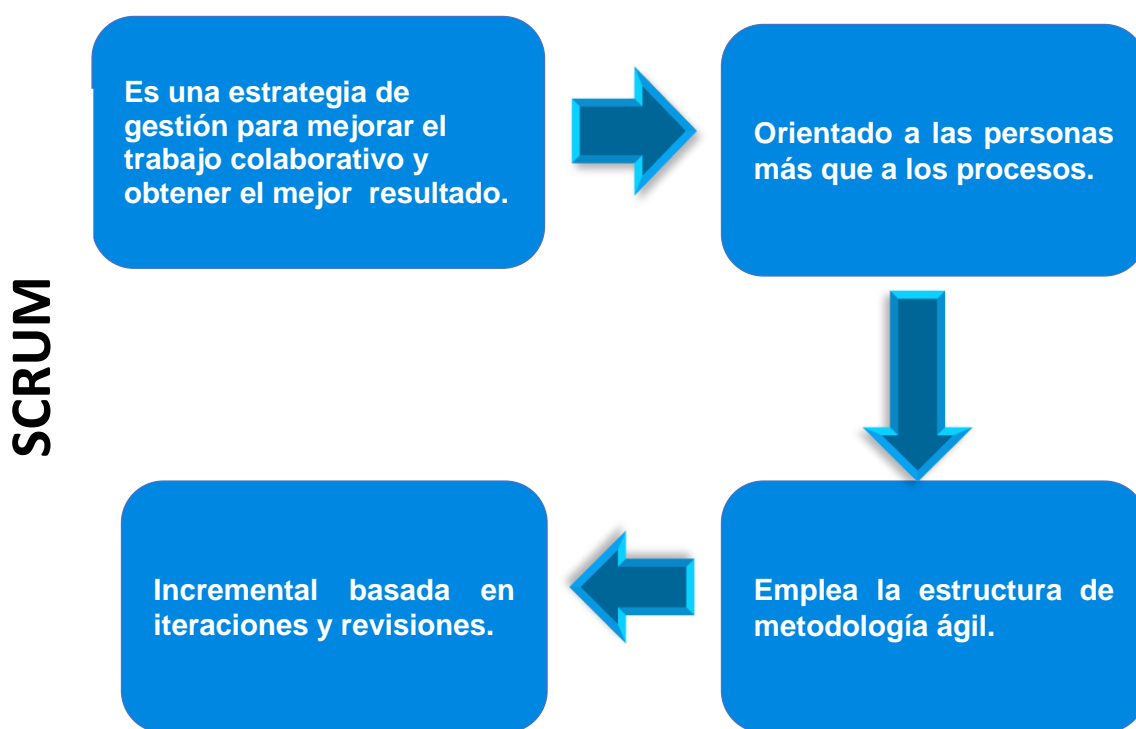 SCRUM
Es una estrategia de
gestión para mejorar el
trabajo colaborativo y
obtener el mejor  resultado.
Orientado a las personas
más que a los procesos.
Emplea la estructura de
metodología ágil.
Incremental basada en
iteraciones y revisiones.